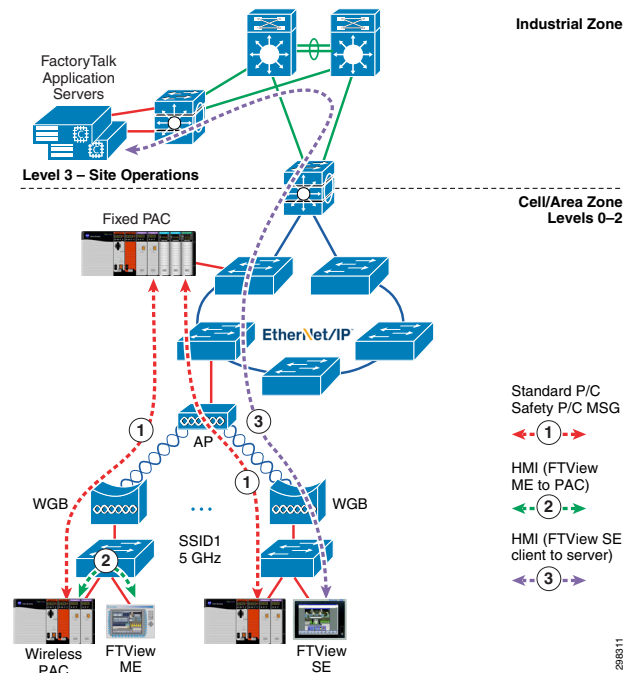 Industrial Zone
FactoryTalk
Application
Servers
Level 3 – Site Operations
Cell/Area Zone
Levels 0–2
Fixed PAC
EtherNet/IP
Standard P/C
Safety P/C MSG
1
HMI (FTView
ME to PAC)
2
HMI (FTView SE
client to server)
3
1
3
AP
1
WGB
...
WGB
SSID1
5 GHz
2
Wireless
PAC
FTView
ME
FTView
SE
298311